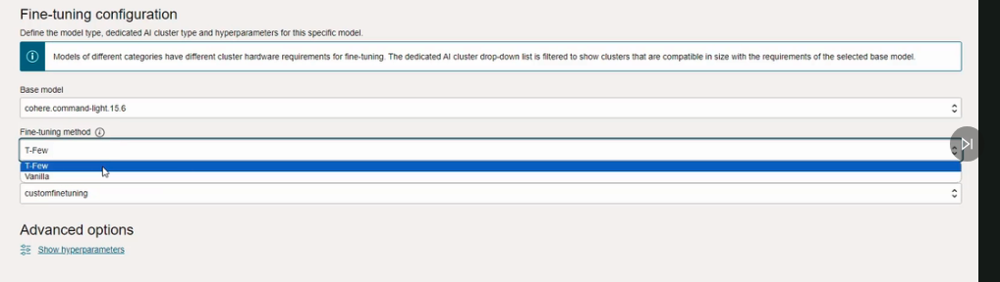 Fine-tuning configuration
Define the model type, dedicated AI cluster type and hyperparameters for this specific model.
Models of different categories have different cluster hardware requirements for fine-tuning. The dedicated AI cluster drop-down list is filtered to show clusters that are compatible in size with the requirements of the selected base model.
Base model
cohere.command-light.15.6
Fine-tuning method
T-Few
T-Few
Vanilla
customfinetuning
Advanced options
Show hyperparameters